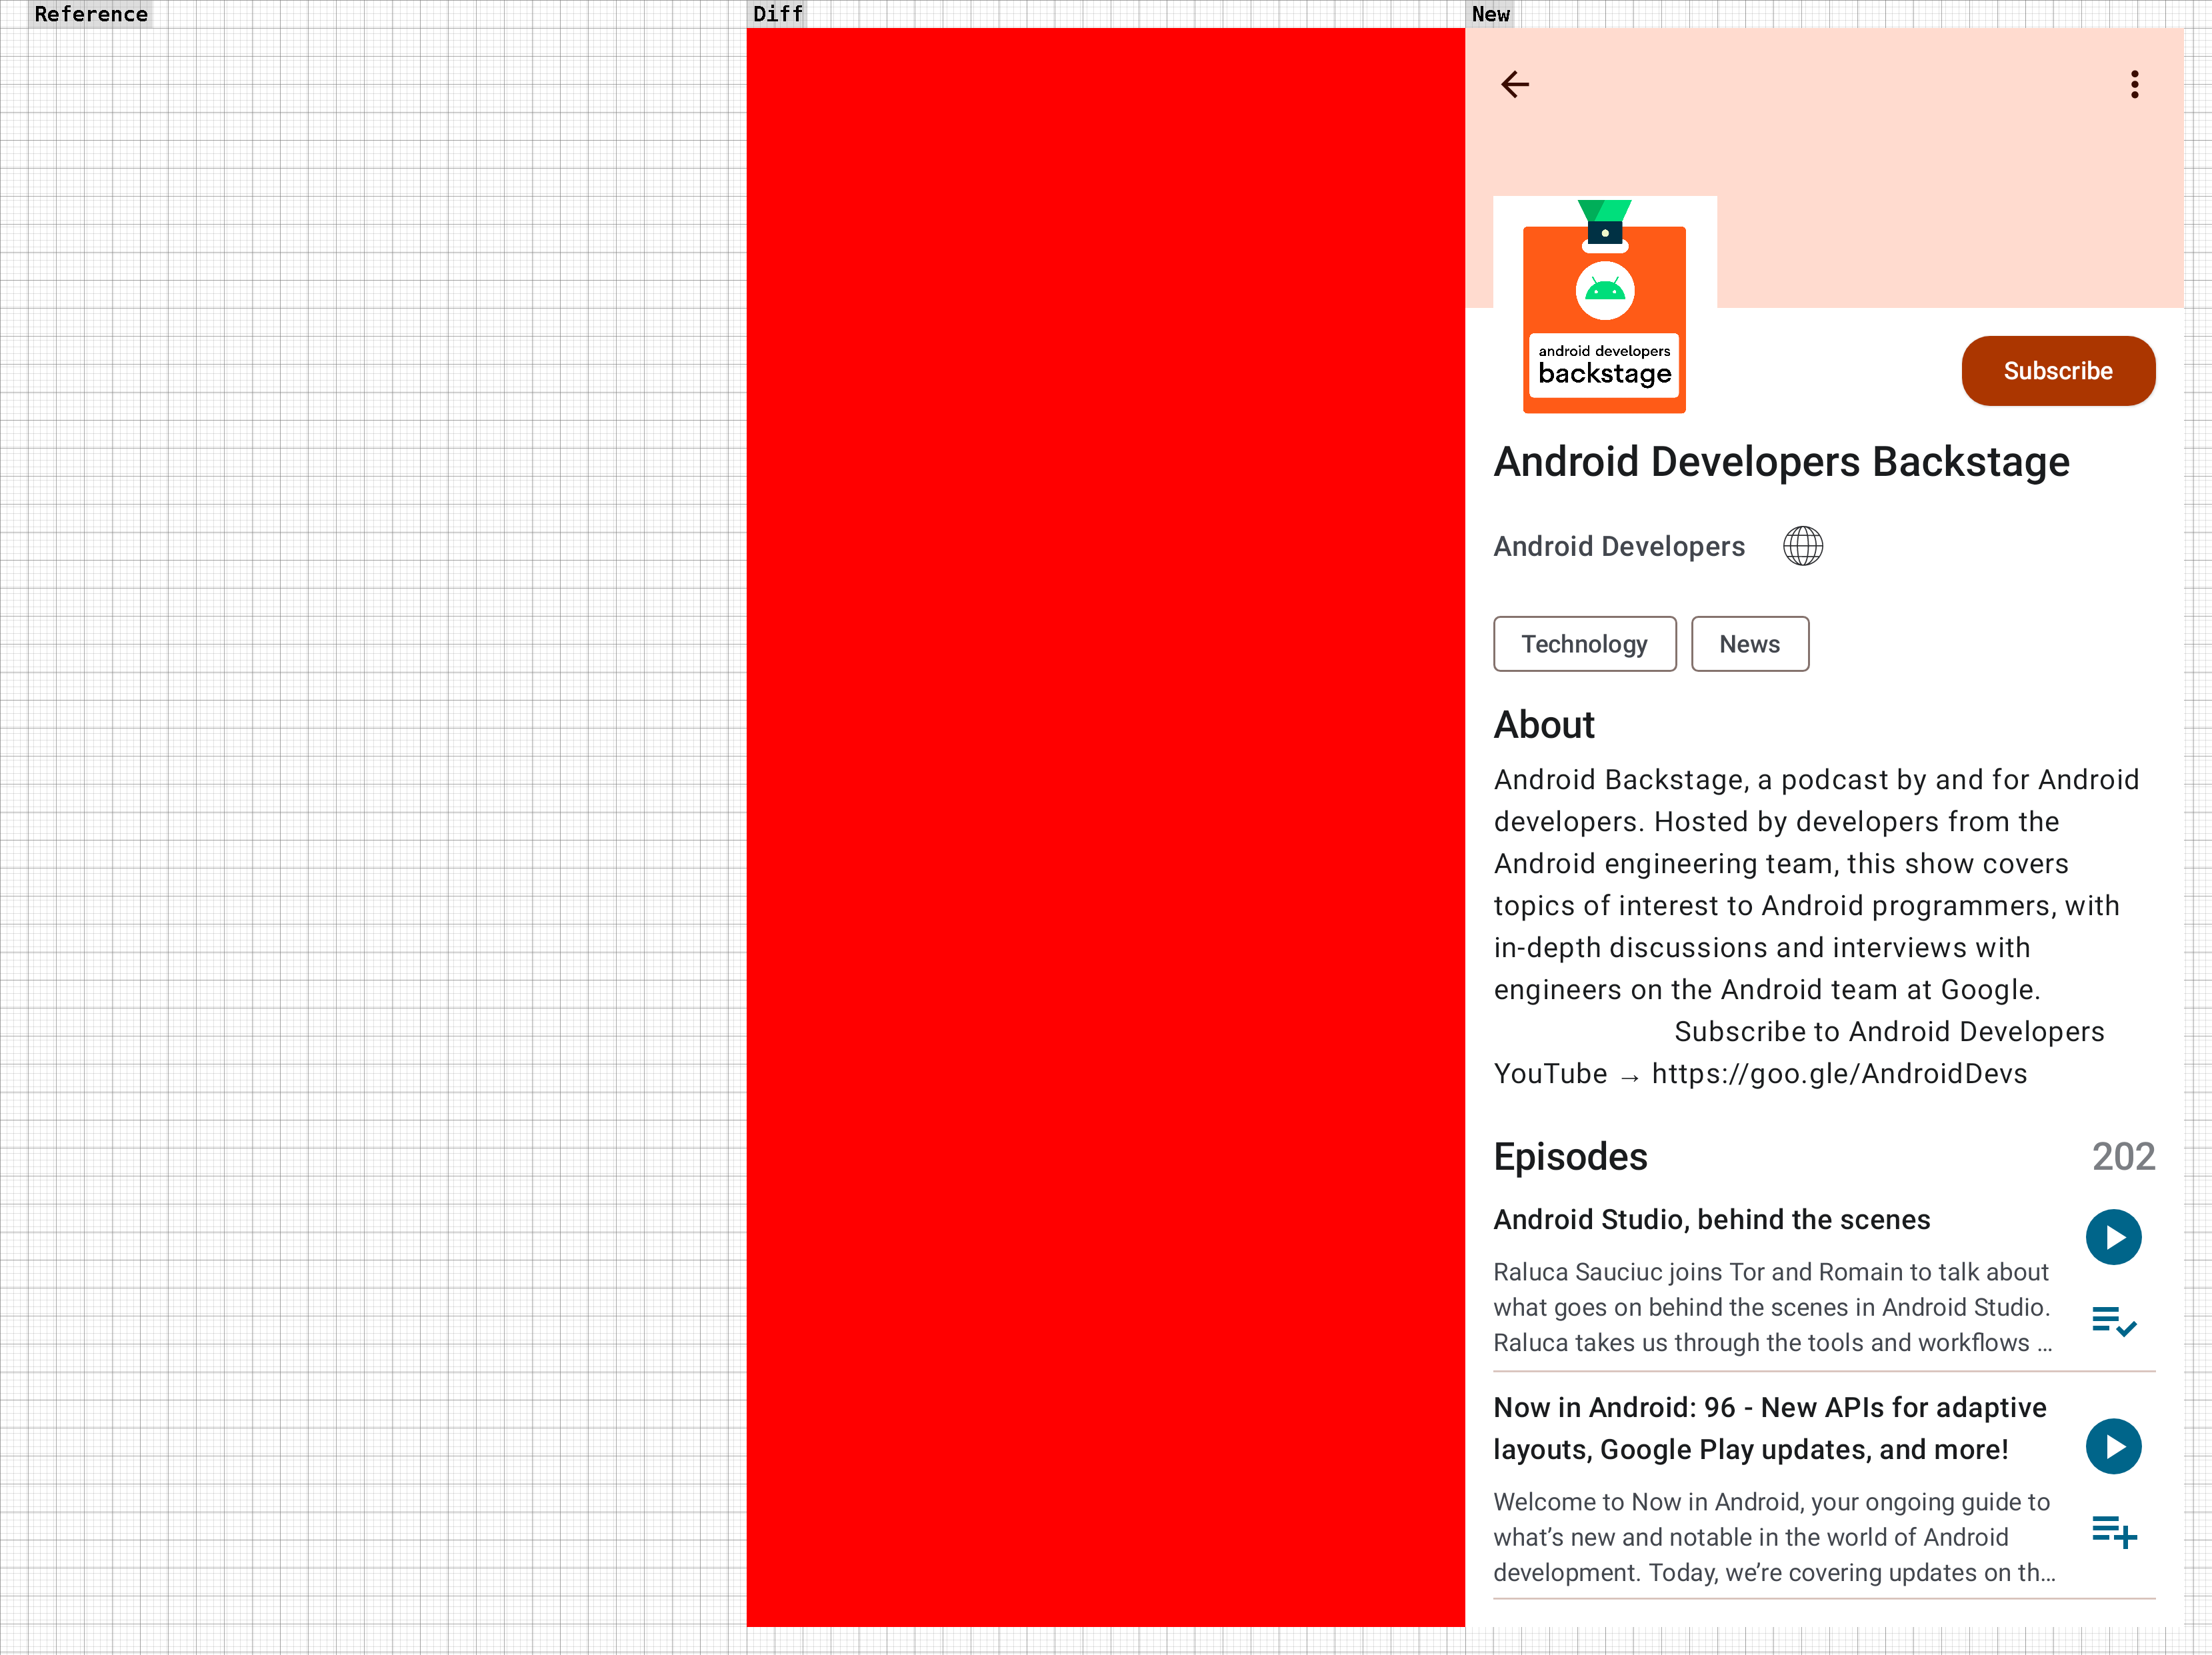 Reference
Diff
New
android developers
backstage
Subscribe
Android Developers Backstage
Android Developers
Technology
News
About
Android Backstage, a podcast by and for Android
developers. Hosted by developers from the
Android engineering team, this show covers
topics of interest to Android programmers, with
in-depth discussions and interviews with
engineers on the Android team at Google.
Subscribe to Android Developers
YouTube → https://goo.gle/AndroidDevs
Episodes
202
Android Studio, behind the scenes
Raluca Sauciuc joins Tor and Romain to talk about
what goes on behind the scenes in Android Studio.
Raluca takes us through the tools and workflows …
Now in Android: 96 - New APIs for adaptive
layouts, Google Play updates, and more!
Welcome to Now in Android, your ongoing guide to
what’s new and notable in the world of Android
development. Today, we’re covering updates on th…